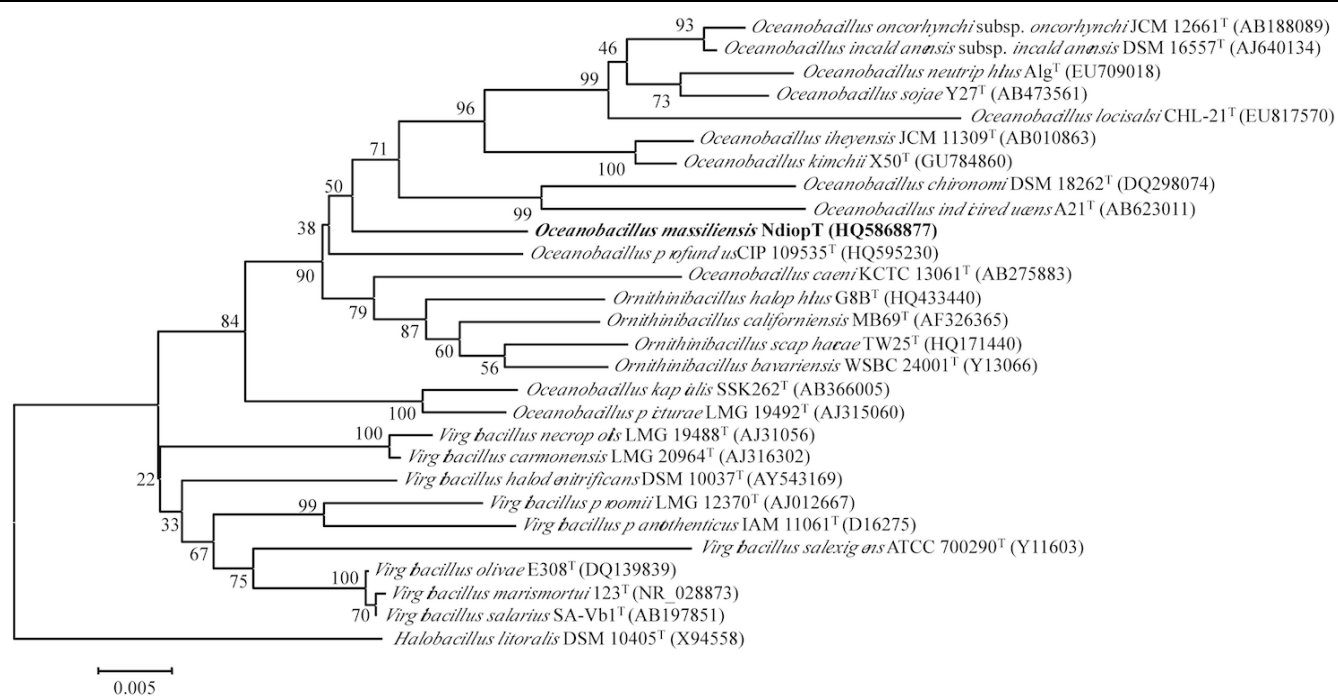 93
Oceanobacillus oncorhynchi subsp. oncorhynchi JCM 12661T (AB188089)
46
Oceanobacillus incaldanensis subsp. incaldanensis DSM 16557T (AJ640134)
Oceanobacillus neutrip hlus AlgT (EU709018)
99
73
Oceanobacillus sojae Y27T (AB473561)
96
Oceanobacillus locisalsi CHL-21T (EU817570)
Oceanobacillus iheyensis JCM 11309T (AB010863)
71
100
Oceanobacillus kimchii X50T (GU784860)
50
Oceanobacillus chironomi DSM 18262T (DQ298074)
99
Oceanobacillus indicireducens A21T (AB623011)
38
Oceanobacillus massiliensis NdiopT (HQ5868877)
Oceanobacillus profundus CIP 109535T (HQ595230)
90
Oceanobacillus caeni KCTC 13061T (AB275883)
79
Ornithinibacillus halop hlus G8BT (HQ433440)
84
87
Ornithinibacillus californiensis MB69T (AF326365)
60
Ornithinibacillus scapharcae TW25T (HQ171440)
56
Ornithinibacillus bavariensis WSBC 24001T (Y13066)
Oceanobacillus kapialis SSK262T (AB366005)
100
Oceanobacillus picturae LMG 19492T (AJ315060)
100
Virgibacillus necropolis LMG 19488T (AJ31056)
Virgibacillus carmonensis LMG 20964T (AJ316302)
22
Virgibacillus halodenitrificans DSM 10037T (AY543169)
99
Virgibacillus proomii LMG 12370T (AJ012667)
33
Virgibacillus pantothenticus IAM 11061T (D16275)
67
Virgibacillus salexigens ATCC 700290T (Y11603)
75
100
Virgibacillus olivae E308T (DQ139839)
Virgibacillus marismortui 123T (NR_028873)
70
Virgibacillus salarius SA-Vb1T (AB197851)
Halobacillus litoralis DSM 10405T (X94558)
0.005